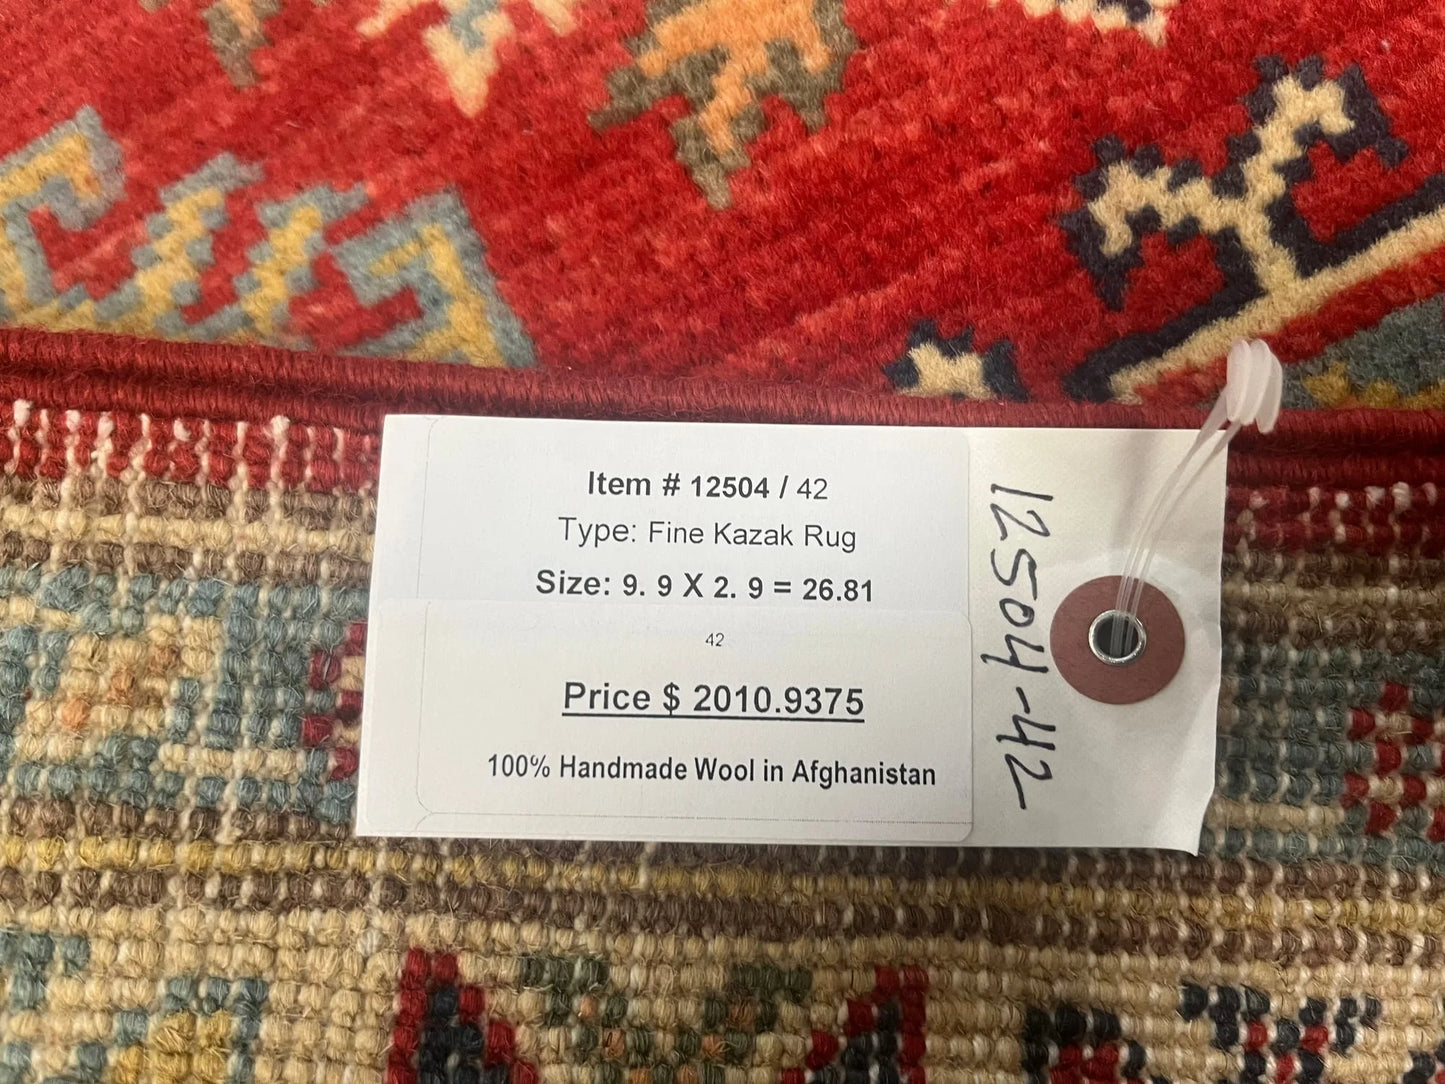 Item # 12504 / 42
Type: Fine Kazak Rug
Size: 9. 9 X 2. 9 = 26.81
42
Price $ 2010.9375
100% Handmade Wool in Afghanistan
12504-42